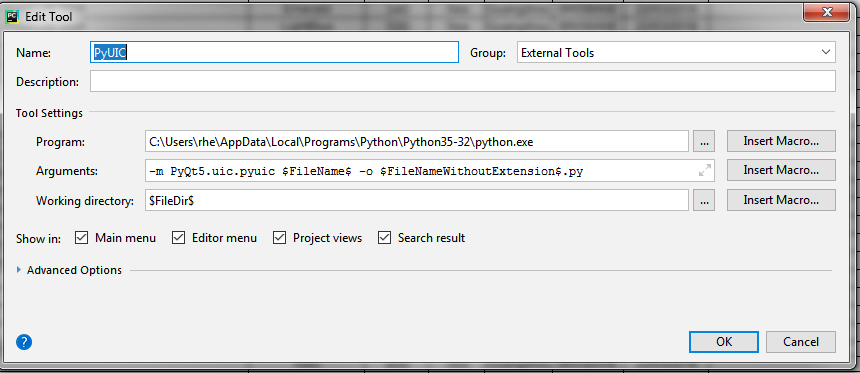 PC Edit Tool
Name: PyUIC Group: External Tools
Description:
Tool Settings
Program: C:\Users\rhe\AppData\Local\Programs\Python\Python35-32\python.exe ... Insert Macro...
Arguments: -m PyQt5.uic.pyuic $FileName$ -o $FileNameWithoutExtension$.py Insert Macro...
Working directory: $FileDir$ ... Insert Macro...
Show in: Main menu Editor menu Project views Search result
Advanced Options
? OK Cancel